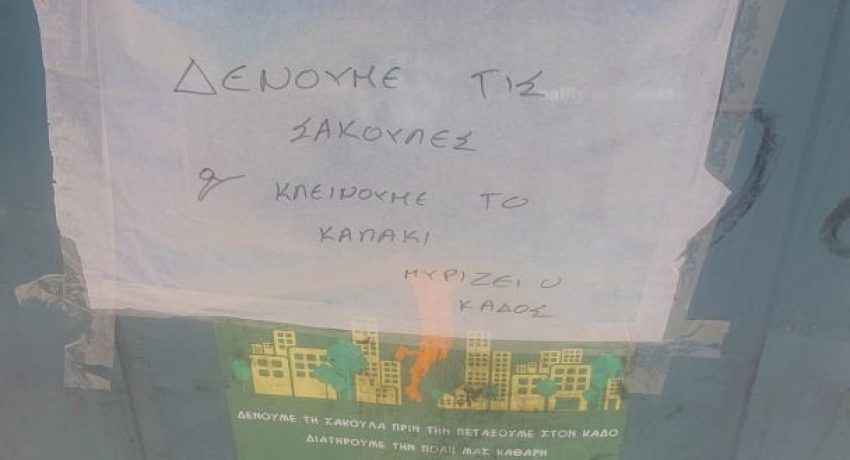 ΔΕΝΟΥΜΕ ΤΙΣ
ΣΑΚΟΥΛΕΣ
& ΚΛΕΙΝΟΥΜΕ ΤΟ
ΚΑΠΑΚΙ
ΜΥΡΙΖΕΙ Ο
ΚΑΔΟΣ
ΔΕΝΟΥΜΕ ΤΗ ΣΑΚΟΥΛΑ ΠΡΙΝ ΤΗΝ ΠΕΤΑΞΟΥΜΕ ΣΤΟΝ ΚΑΔΟ
ΔΙΑΤΗΡΟΥΜΕ ΤΗΝ ΠΟΛΗ ΜΑΣ ΚΑΘΑΡΗ